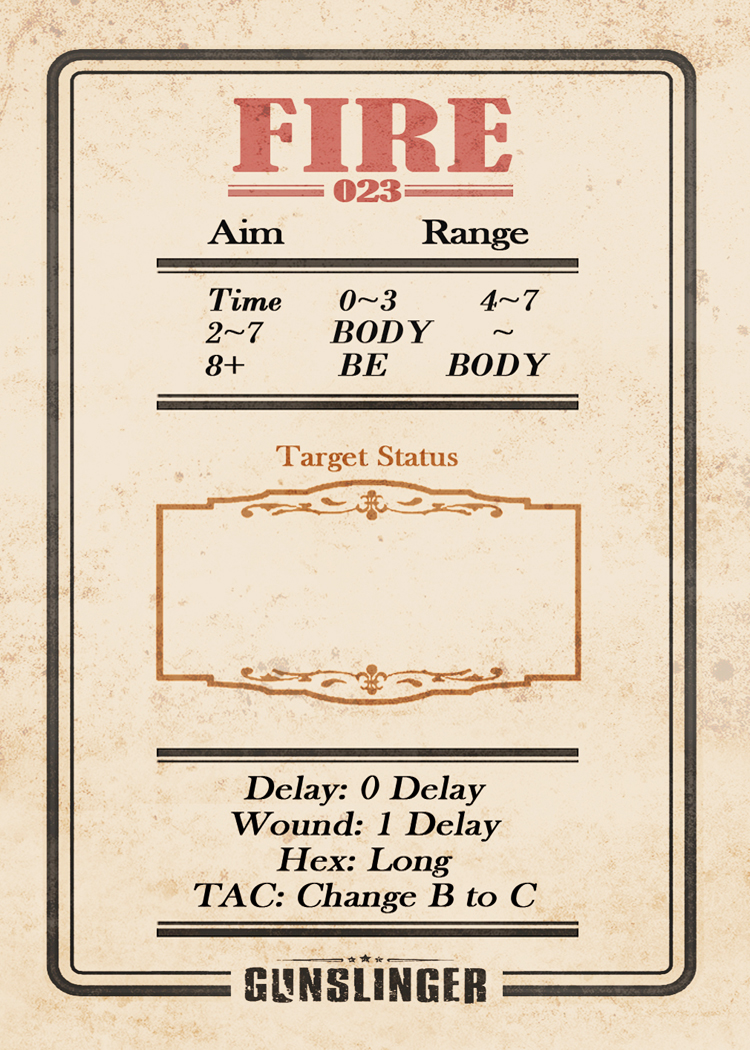 FIRE
023
Aim Range
Time 0~3 4~7
2~7 BODY ~
8+ BE BODY
Target Status
Delay: 0 Delay
Wound: 1 Delay
Hex: Long
TAC: Change B to C
GUNSLINGER